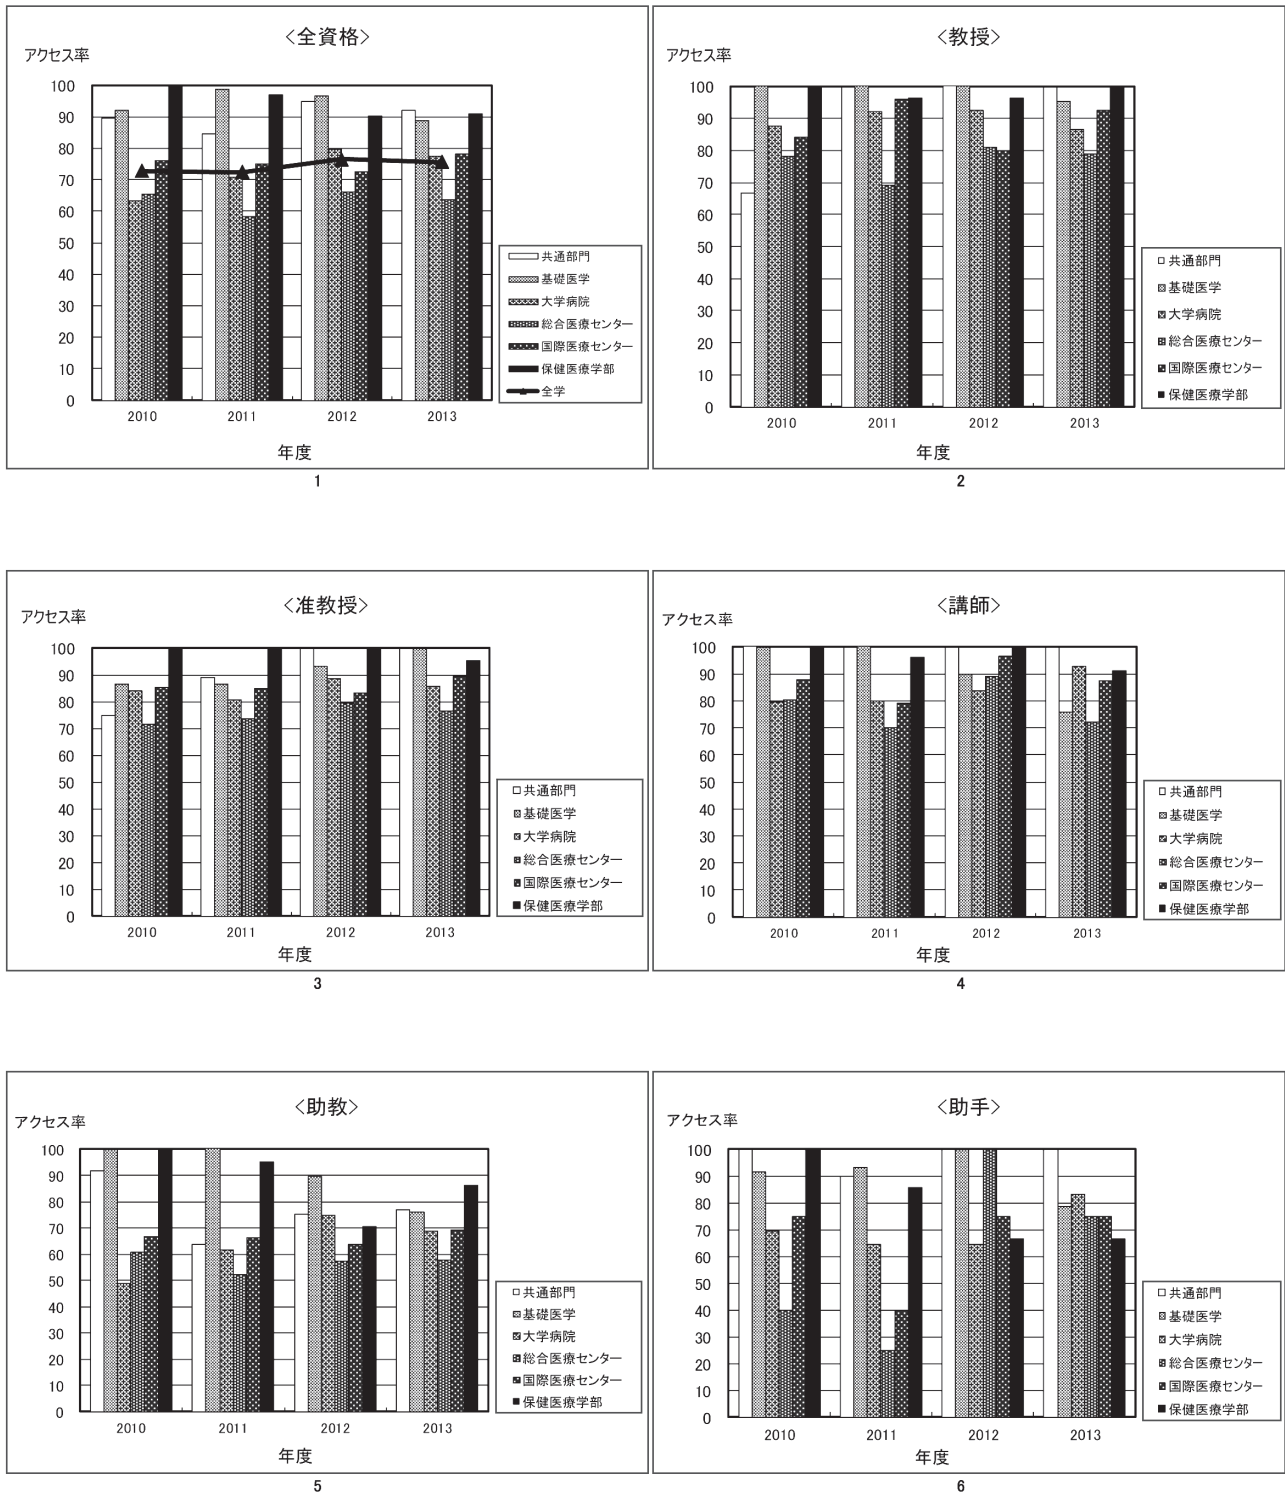 <全資格>
アクセス率
100
90
80
70
60
50
40
30
20
10
0
2010 2011 2012 2013
年度
共通部門
基礎医学
大学病院
総合医療センター
国際医療センター
保健医療学部
全学
1
<教授>
アクセス率
100
90
80
70
60
50
40
30
20
10
0
2010 2011 2012 2013
年度
共通部門
基礎医学
大学病院
総合医療センター
国際医療センター
保健医療学部
2
<准教授>
アクセス率
100
90
80
70
60
50
40
30
20
10
0
2010 2011 2012 2013
年度
共通部門
基礎医学
大学病院
総合医療センター
国際医療センター
保健医療学部
3
<講師>
アクセス率
100
90
80
70
60
50
40
30
20
10
0
2010 2011 2012 2013
年度
共通部門
基礎医学
大学病院
総合医療センター
国際医療センター
保健医療学部
4
<助教>
アクセス率
100
90
80
70
60
50
40
30
20
10
0
2010 2011 2012 2013
年度
共通部門
基礎医学
大学病院
総合医療センター
国際医療センター
保健医療学部
5
<助手>
アクセス率
100
90
80
70
60
50
40
30
20
10
0
2010 2011 2012 2013
年度
共通部門
基礎医学
大学病院
総合医療センター
国際医療センター
保健医療学部
6